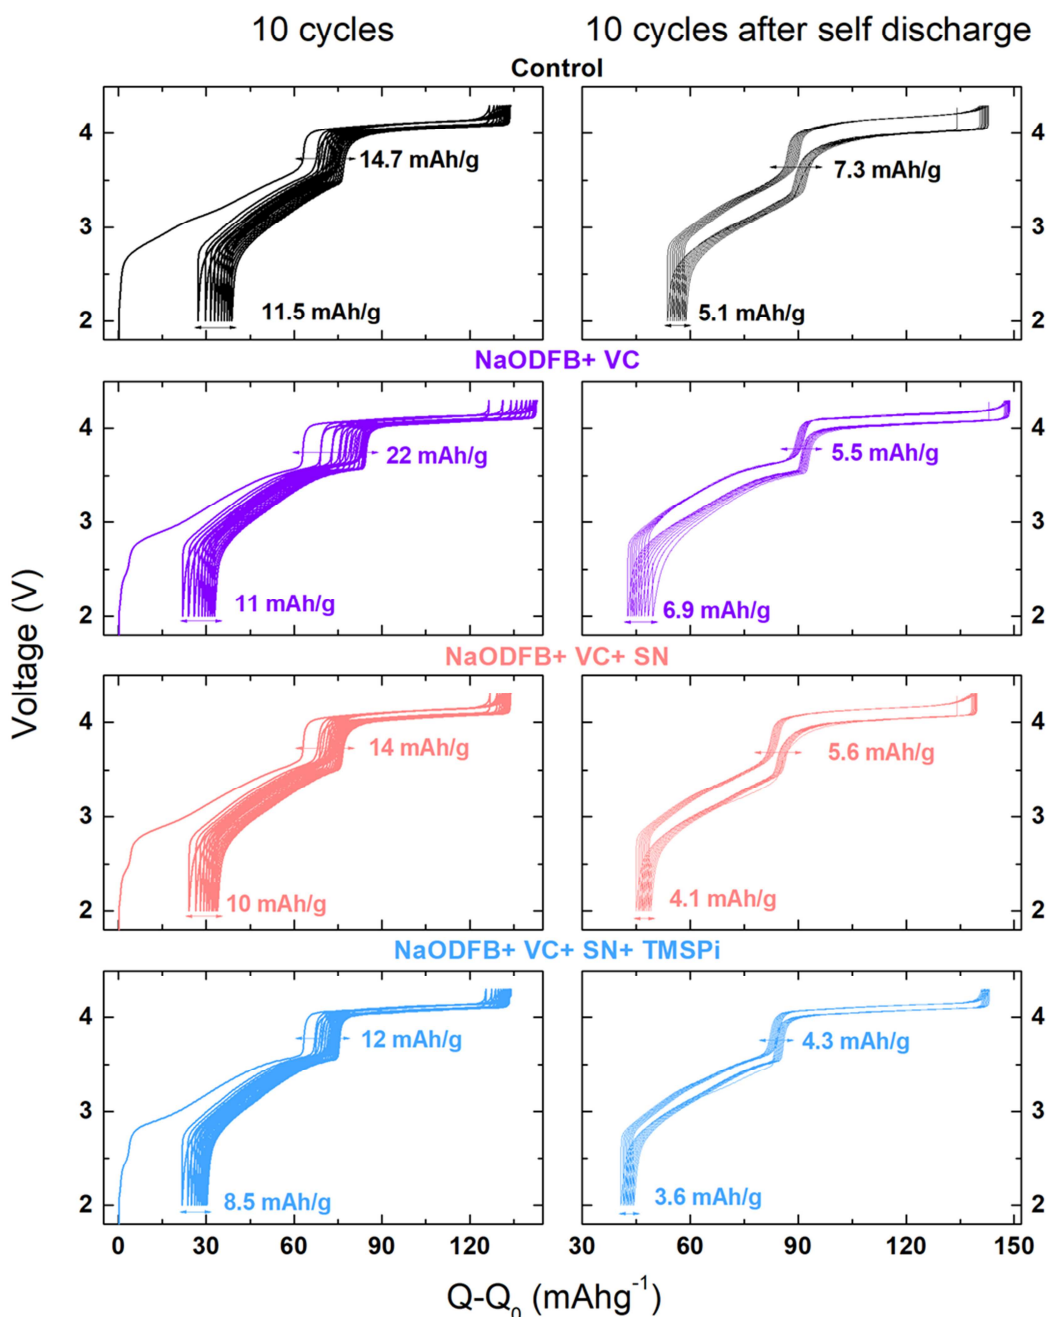 10 cycles
10 cycles after self discharge
Control
4
3
2
14.7 mAh/g
11.5 mAh/g
7.3 mAh/g
5.1 mAh/g
4
3
2
NaODFB+ VC
4
3
2
22 mAh/g
11 mAh/g
5.5 mAh/g
6.9 mAh/g
4
3
2
NaODFB+ VC+ SN
4
3
2
14 mAh/g
10 mAh/g
5.6 mAh/g
4.1 mAh/g
4
3
2
NaODFB+ VC+ SN+ TMSPi
4
3
2
12 mAh/g
8.5 mAh/g
4.3 mAh/g
3.6 mAh/g
4
3
2
0 30 60 90 120
30 60 90 120 150
Voltage (V)
Q-Q₀ (mAhg⁻¹)